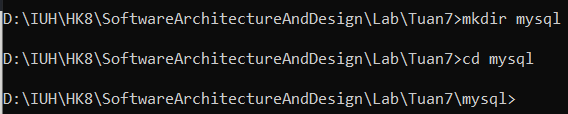 D:\IUH\HK8\SoftwareArchitectureAndDesign\Lab\Tuan7>mkdir mysql
D:\IUH\HK8\SoftwareArchitectureAndDesign\Lab\Tuan7>cd mysql
D:\IUH\HK8\SoftwareArchitectureAndDesign\Lab\Tuan7\mysql>